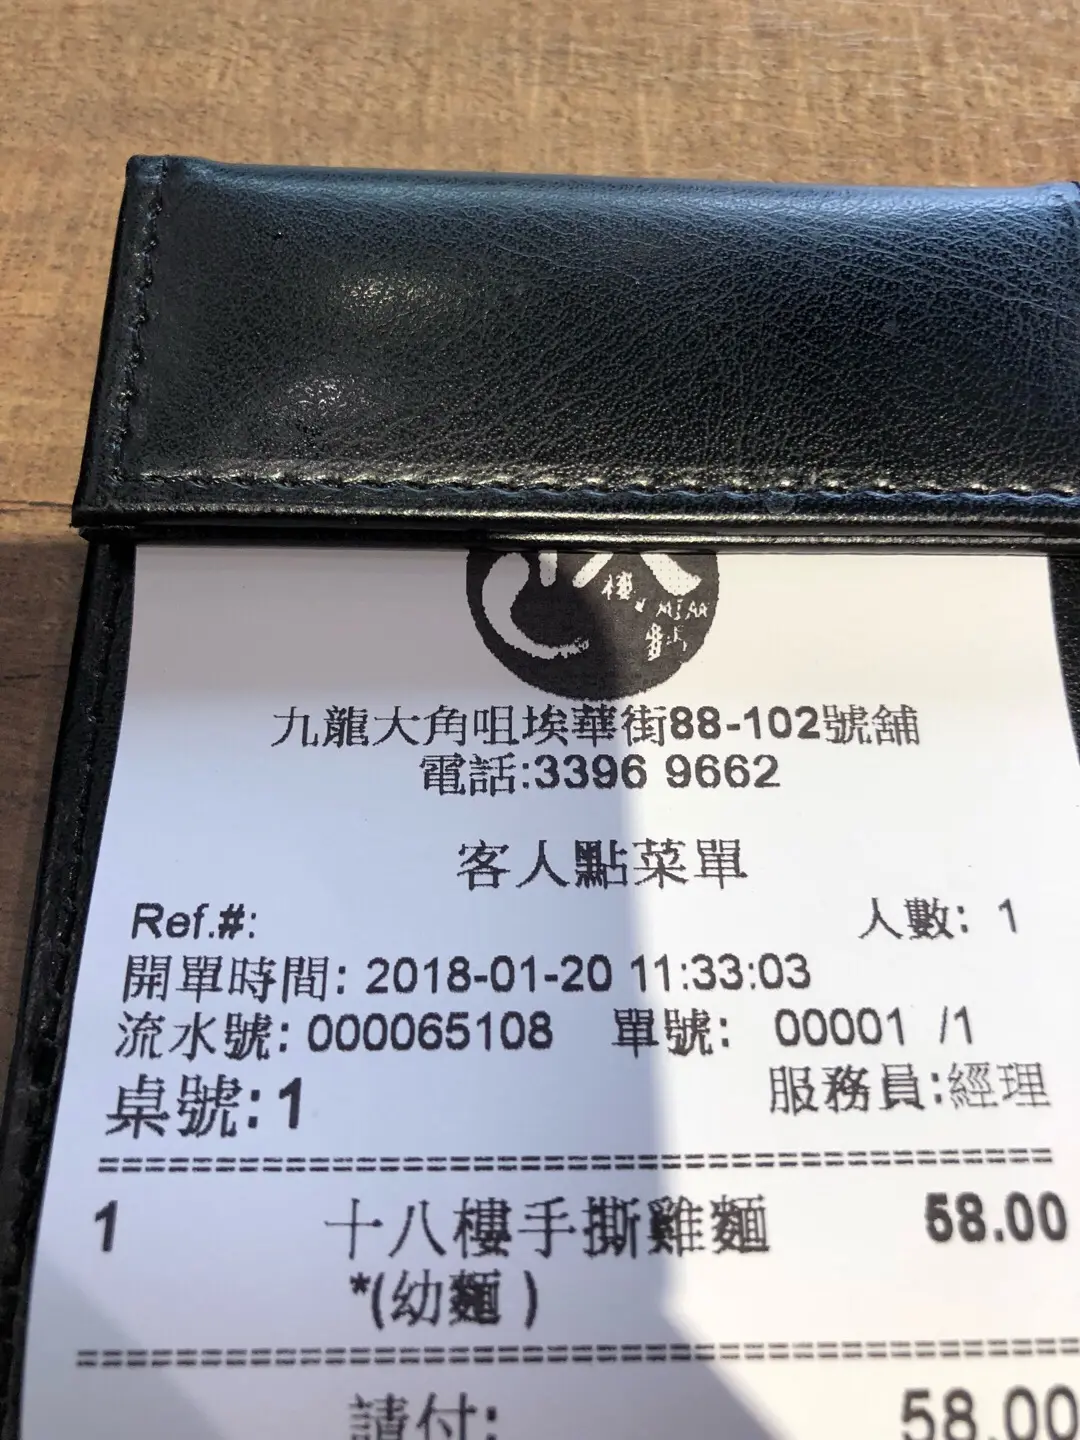 樓
九龍大角咀埃華街88-102號舖
電話:3396 9662
客人點菜單
Ref.#:
人數: 1
開單時間: 2018-01-20 11:33:03
流水號: 000065108 單號: 00001 /1
桌號:1
服務員:經理
1 十八樓手撕雞麵 58.00
*(幼麵 )
請付: 58.00